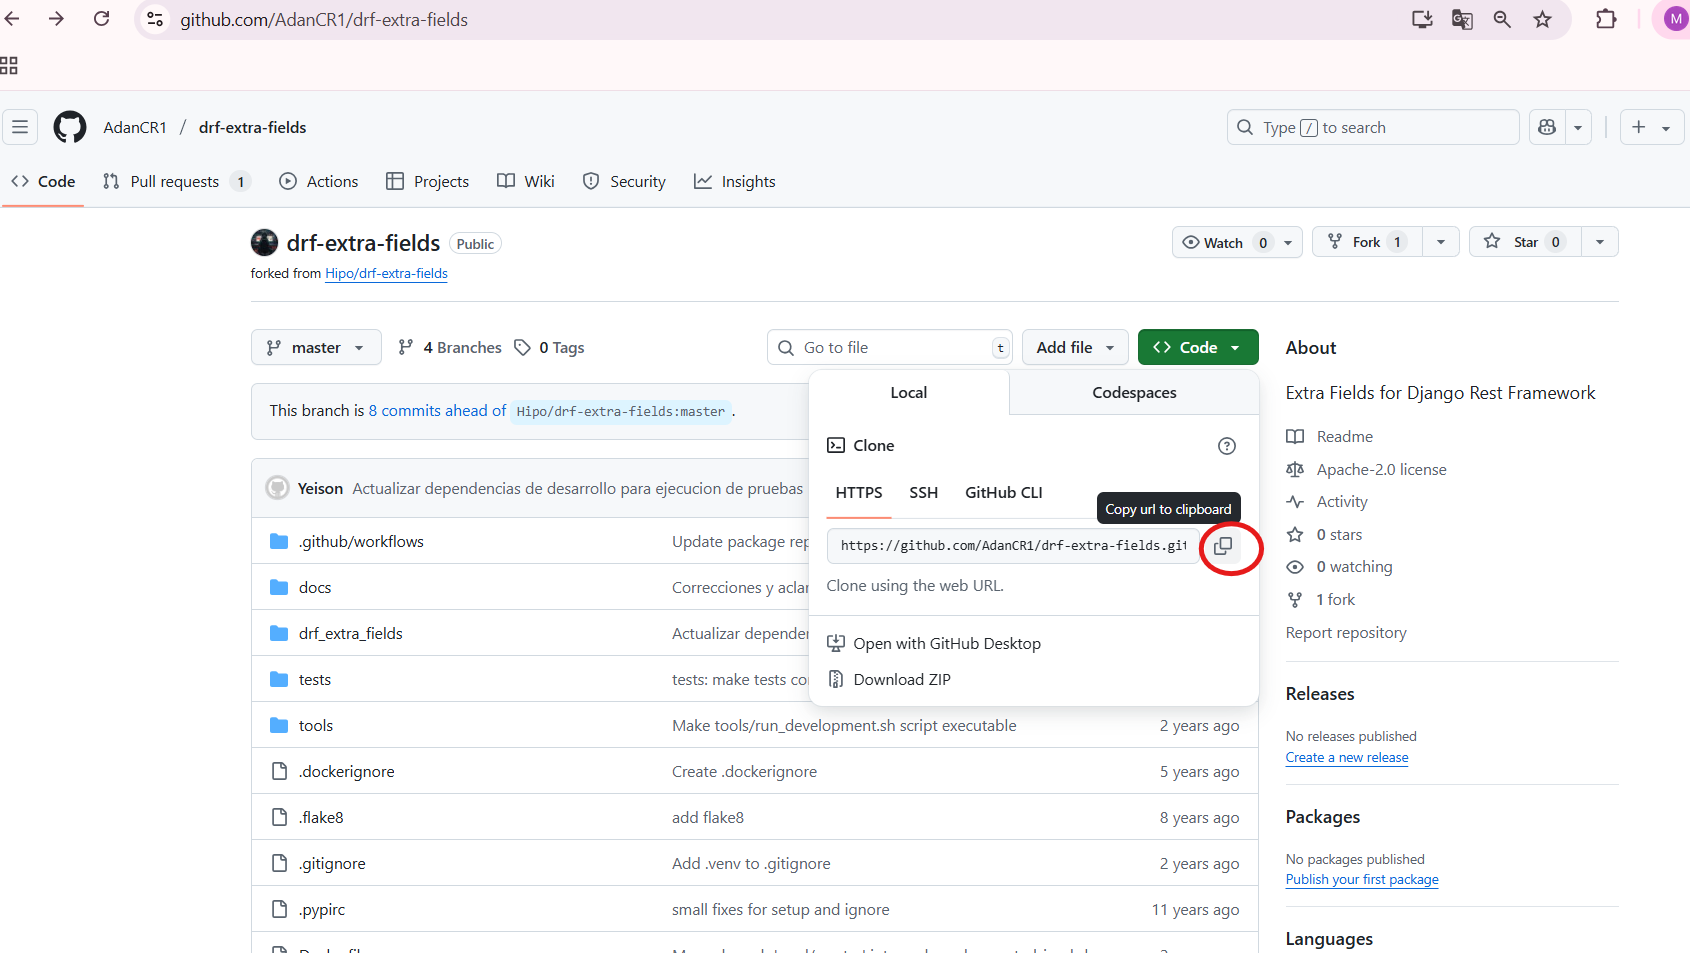 github.com/AdanCR1/drf-extra-fields
M
AdanCR1 / drf-extra-fields
Type / to search
Code
Pull requests 1
Actions
Projects
Wiki
Security
Insights
drf-extra-fields Public
forked from Hipo/drf-extra-fields
Watch 0
Fork 1
Star 0
master
4 Branches
0 Tags
Go to file t
Add file
Code
This branch is 8 commits ahead of Hipo/drf-extra-fields:master .
Local
Codespaces
Clone
HTTPS
SSH
GitHub CLI
Copy url to clipboard
https://github.com/AdanCR1/drf-extra-fields.git
Clone using the web URL.
Open with GitHub Desktop
Download ZIP
Yeison Actualizar dependencias de desarrollo para ejecucion de pruebas
.github/workflows Update package rep
docs Correcciones y aclar
drf_extra_fields Actualizar depender
tests tests: make tests co
tools Make tools/run_development.sh script executable 2 years ago
.dockerignore Create .dockerignore 5 years ago
.flake8 add flake8 8 years ago
.gitignore Add .venv to .gitignore 2 years ago
.pypirc small fixes for setup and ignore 11 years ago
About
Extra Fields for Django Rest Framework
Readme
Apache-2.0 license
Activity
0 stars
0 watching
1 fork
Report repository
Releases
No releases published
Create a new release
Packages
No packages published
Publish your first package
Languages